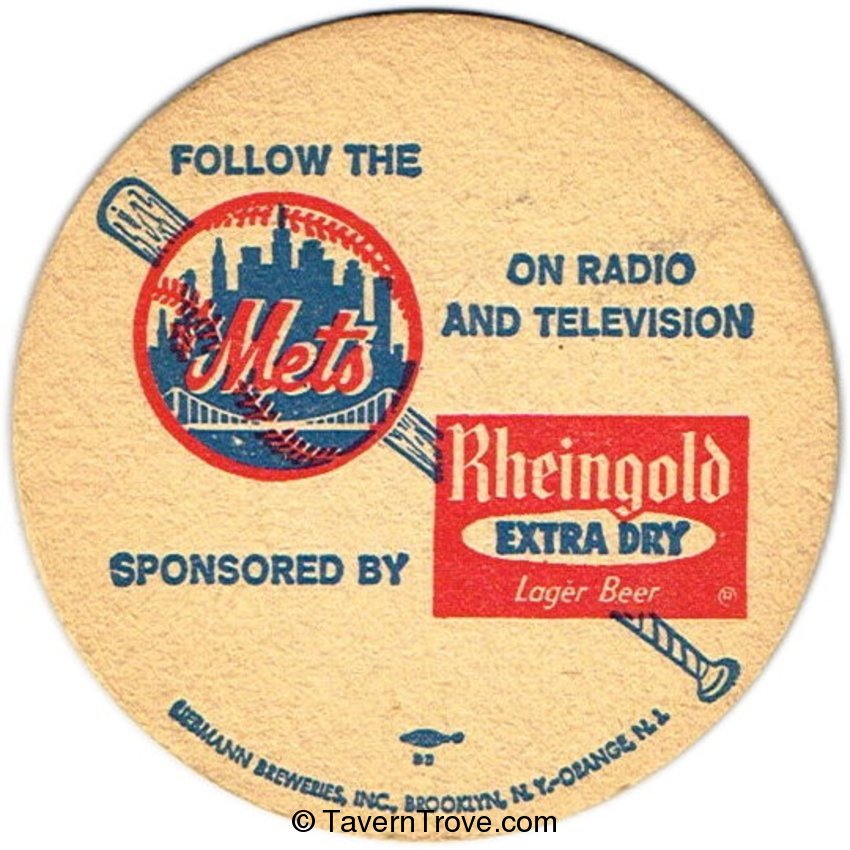 FOLLOW THE
Mets
ON RADIO
AND TELEVISION
SPONSORED BY
Rheingold
EXTRA DRY
Lager Beer
LIEBMANN BREWERIES, INC., BROOKLYN, N. Y.-ORANGE, N. J.
© TavernTrove.com